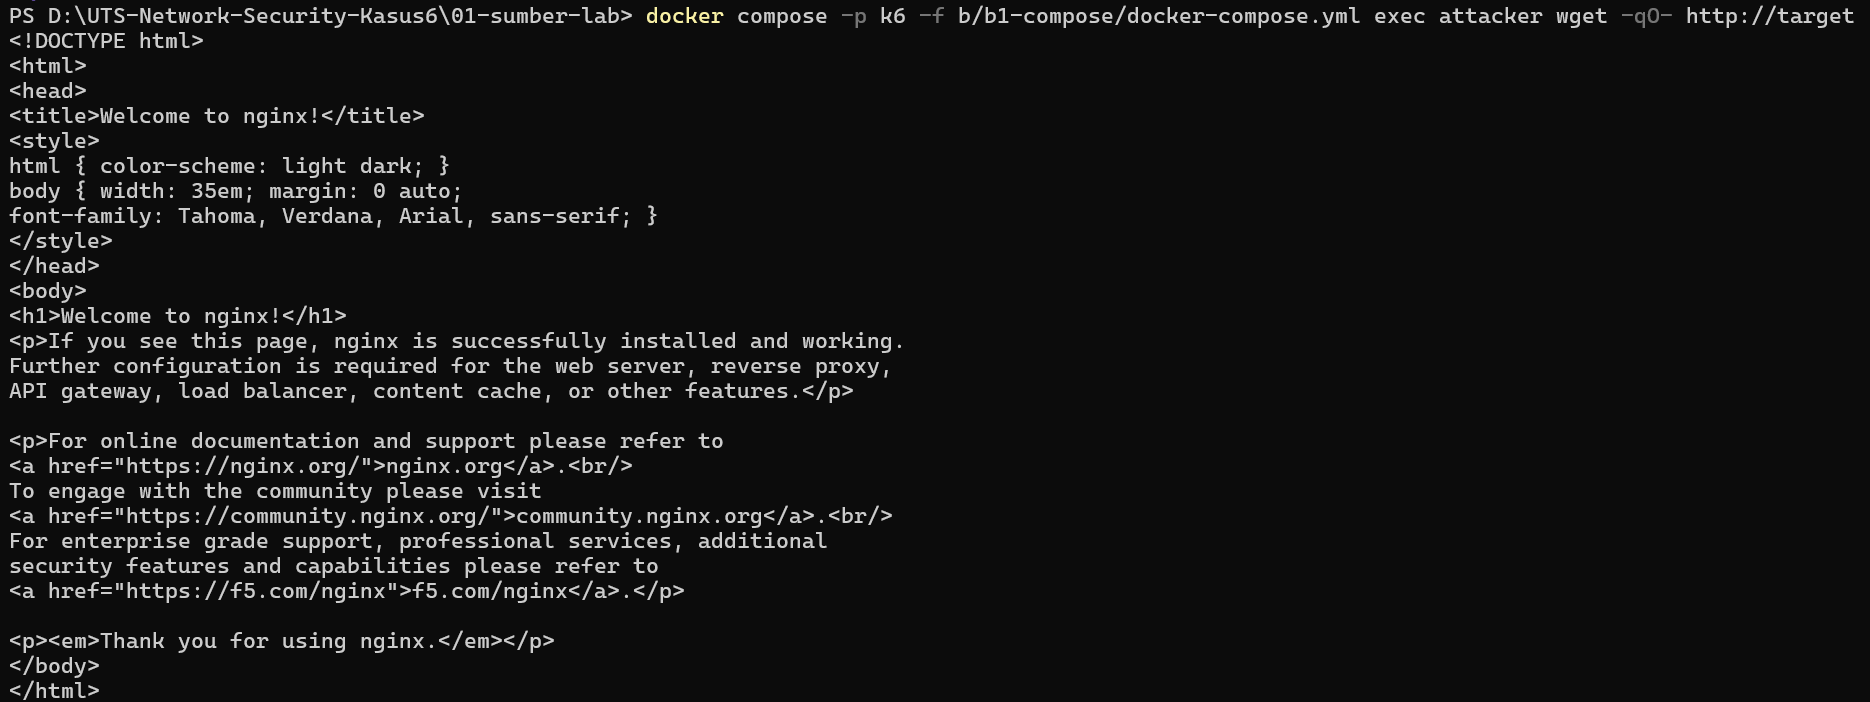 PS D:\UTS-Network-Security-Kasus6\01-sumber-lab> docker compose -p k6 -f b/b1-compose/docker-compose.yml exec attacker wget -qO- http://target
<!DOCTYPE html>
<html>
<head>
<title>Welcome to nginx!</title>
<style>
html { color-scheme: light dark; }
body { width: 35em; margin: 0 auto;
font-family: Tahoma, Verdana, Arial, sans-serif; }
</style>
</head>
<body>
<h1>Welcome to nginx!</h1>
<p>If you see this page, nginx is successfully installed and working.
Further configuration is required for the web server, reverse proxy,
API gateway, load balancer, content cache, or other features.</p>

<p>For online documentation and support please refer to
<a href="https://nginx.org/">nginx.org</a>.<br/>
To engage with the community please visit
<a href="https://community.nginx.org/">community.nginx.org</a>.<br/>
For enterprise grade support, professional services, additional
security features and capabilities please refer to
<a href="https://f5.com/nginx">f5.com/nginx</a>.</p>

<p><em>Thank you for using nginx.</em></p>
</body>
</html>